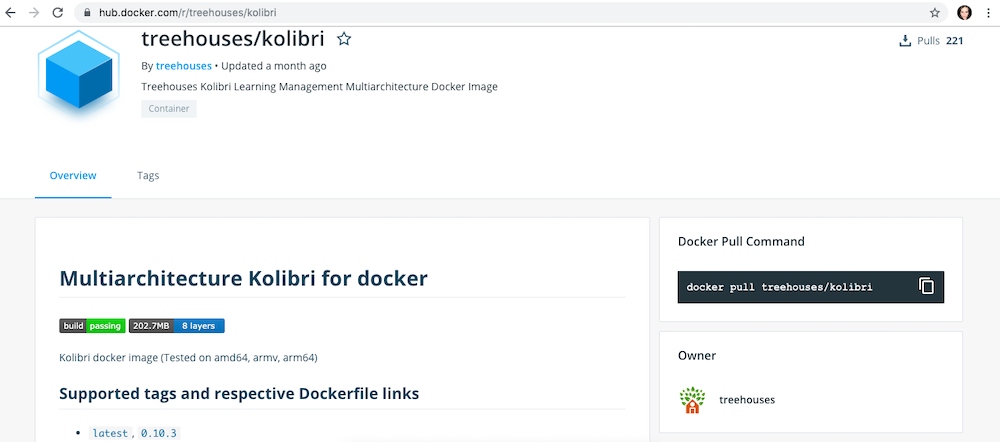 hub.docker.com/r/treehouses/kolibri
treehouses/kolibri
Pulls 221
By treehouses • Updated a month ago
Treehouses Kolibri Learning Management Multiarchitecture Docker Image
Container
Overview Tags
Multiarchitecture Kolibri for docker
build passing 202.7MB 8 layers
Kolibri docker image (Tested on amd64, armv, arm64)
Supported tags and respective Dockerfile links
• latest, 0.10.3
Docker Pull Command
docker pull treehouses/kolibri
Owner
treehouses